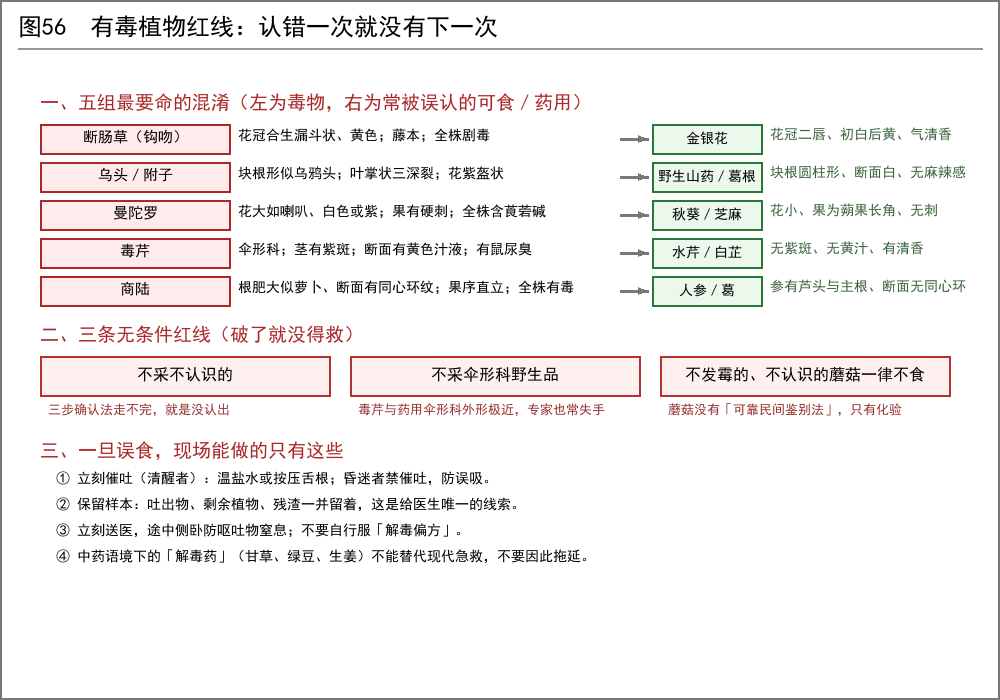 图56 有毒植物红线：认错一次就没有下一次
一、五组最要命的混淆（左为毒物，右为常被误认的可食 / 药用）
断肠草（钩吻） 花冠合生漏斗状、黄色；藤本；全株剧毒 金银花 花冠二唇、初白后黄、气清香
乌头 / 附子 块根形似乌鸦头；叶掌状三深裂；花紫盔状 野生山药 / 葛根 块根圆柱形、断面白、无麻辣感
曼陀罗 花大如喇叭、白色或紫；果有硬刺；全株含莨菪碱 秋葵 / 芝麻 花小、果为蒴果长角、无刺
毒芹 伞形科；茎有紫斑；断面有黄色汁液；有鼠尿臭 水芹 / 白芷 无紫斑、无黄汁、有清香
商陆 根肥大似萝卜、断面有同心环纹；果序直立；全株有毒 人参 / 葛 参有芦头与主根、断面无同心环
二、三条无条件红线（破了就没得救）
不采不认识的 不采伞形科野生品 不发霉的、不认识的蘑菇一律不食
三步确认法走不完，就是没认出 毒芹与药用伞形科外形极近，专家也常失手 蘑菇没有「可靠民间鉴别法」，只有化验
三、一旦误食，现场能做的只有这些
① 立刻催吐（清醒者）：温盐水或按压舌根；昏迷者禁催吐，防误吸。
② 保留样本：吐出物、剩余植物、残渣一并留着，这是给医生唯一的线索。
③ 立刻送医，途中侧卧防呕吐物窒息；不要自行服「解毒偏方」。
④ 中药语境下的「解毒药」（甘草、绿豆、生姜）不能替代现代急救，不要因此拖延。